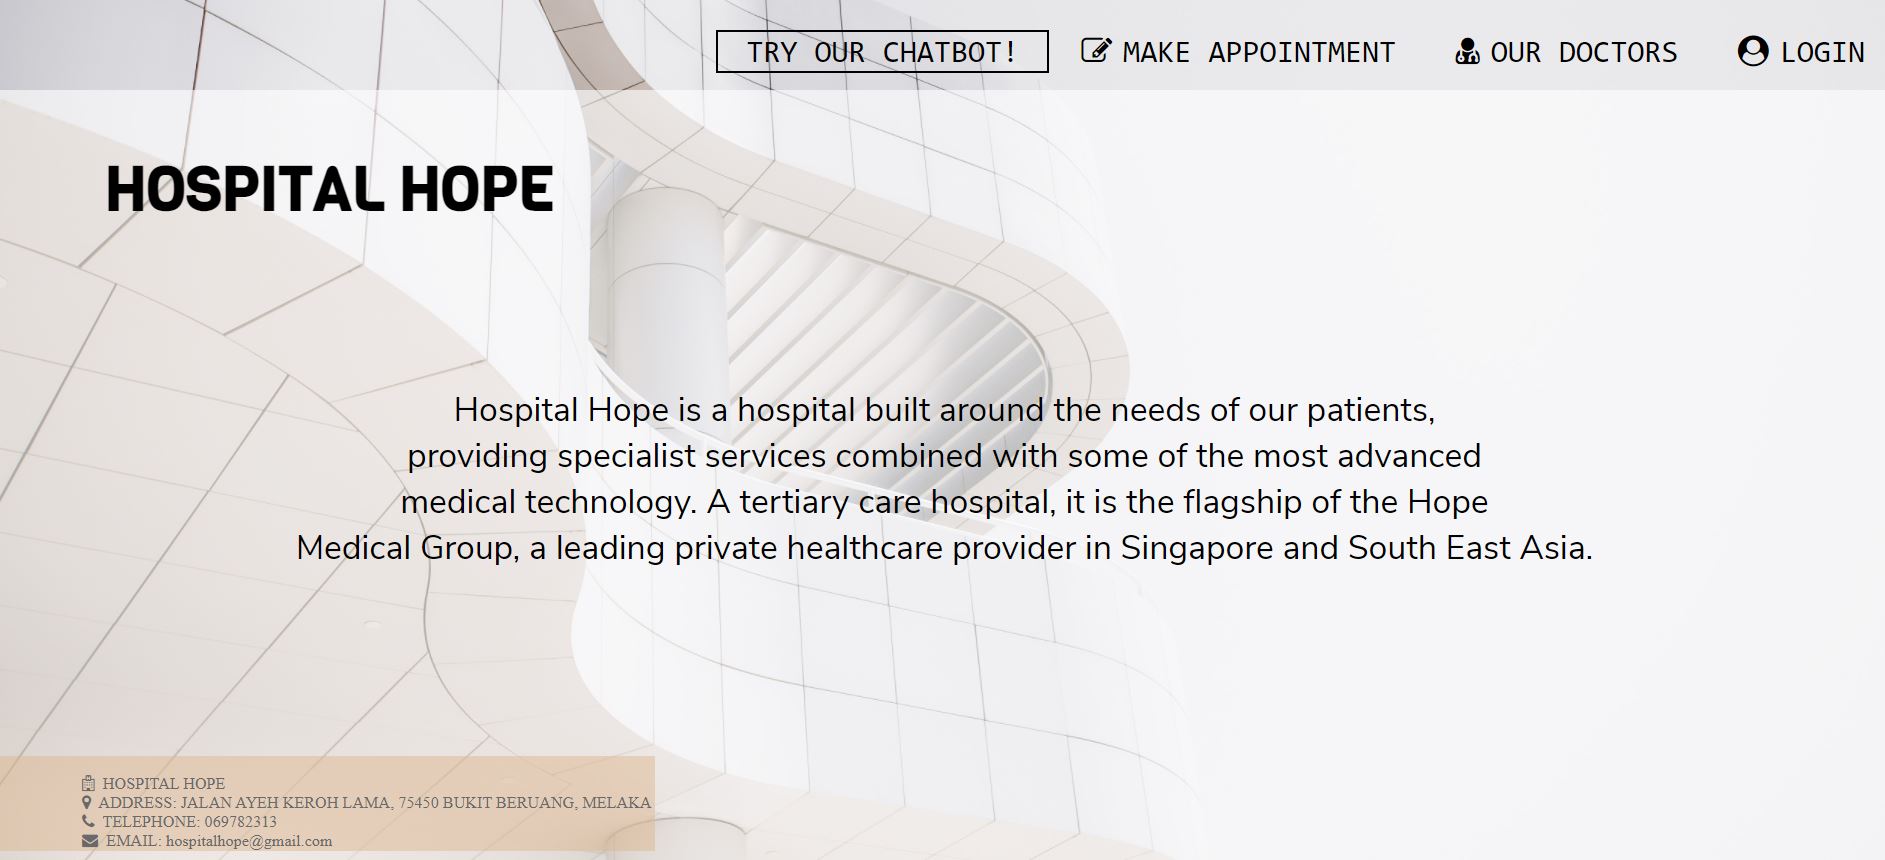 TRY OUR CHATBOT! MAKE APPOINTMENT OUR DOCTORS LOGIN
HOSPITAL HOPE
Hospital Hope is a hospital built around the needs of our patients,
providing specialist services combined with some of the most advanced
medical technology. A tertiary care hospital, it is the flagship of the Hope
Medical Group, a leading private healthcare provider in Singapore and South East Asia.
HOSPITAL HOPE
ADDRESS: JALAN AYEH KEROH LAMA, 75450 BUKIT BERUANG, MELAKA
TELEPHONE: 069782313
EMAIL: hospitalhope@gmail.com